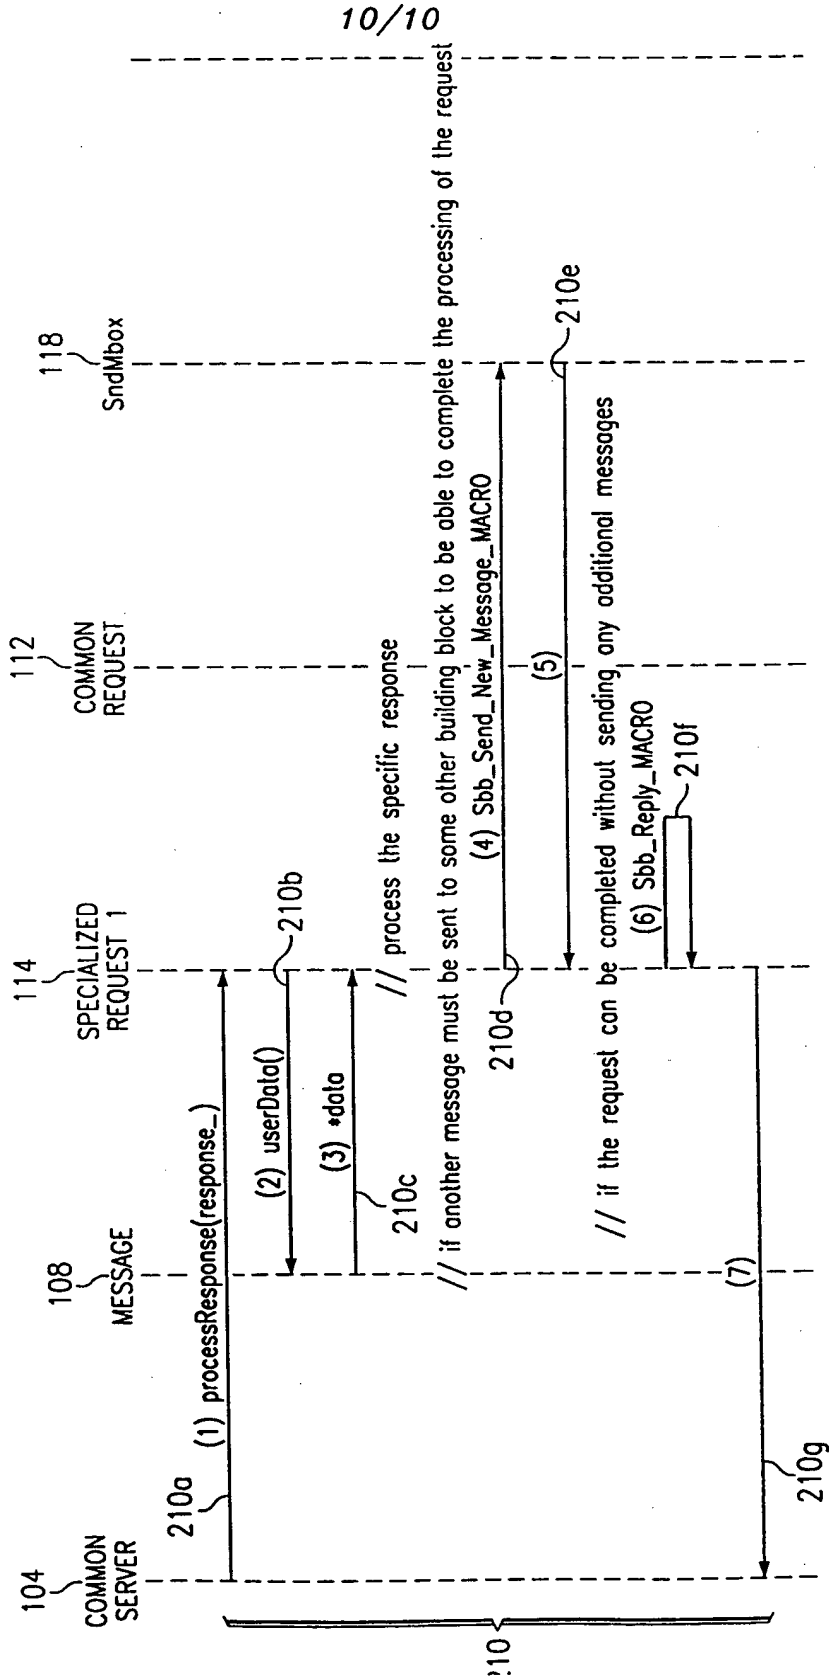 10/10
104
COMMON
SERVER
108
MESSAGE
114
SPECIALIZED
REQUEST 1
112
COMMON
REQUEST
118
SndMbox
210a
(1) processResponse(response_)
(2) userData()
210b
(3) *data
210c
// process the specific response
// if another message must be sent to some other building block to be able to complete the processing of the request
(4) Sbb_Send_New_Message_MACRO
210d
(5)
210e
// if the request can be completed without sending any additional messages
(6) Sbb_Reply_MACRO
210f
(7)
210g
210